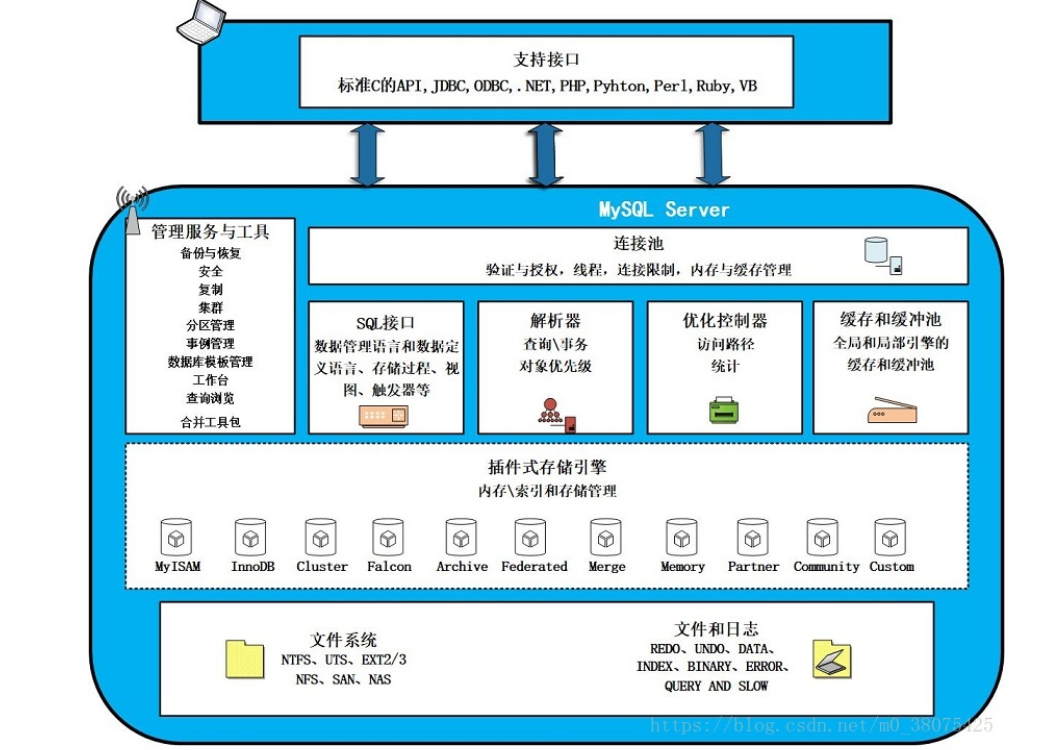 支持接口
标准C的API,JDBC,ODBC,.NET,PHP,Pyhton,Perl,Ruby,VB
MySQL Server
管理服务与工具
备份与恢复
安全
复制
集群
分区管理
事例管理
数据库模板管理
工作台
查询浏览
合并工具包
连接池
验证与授权，线程，连接限制，内存与缓存管理
SQL接口
数据管理语言和数据定
义语言、存储过程、视
图、触发器等
解析器
查询\事务
对象优先级
优化控制器
访问路径
统计
缓存和缓冲池
全局和局部引擎的
缓存和缓冲池
插件式存储引擎
内存\索引和存储管理
MyISAM InnoDB Cluster Falcon Archive Federated Merge Memory Partner Community Custom
文件系统
NTFS、UTS、EXT2/3
NFS、SAN、NAS
文件和日志
REDO、UNDO、DATA、
INDEX、BINARY、ERROR、
QUERY AND SLOW
https://blog.csdn.net/m0_38075425